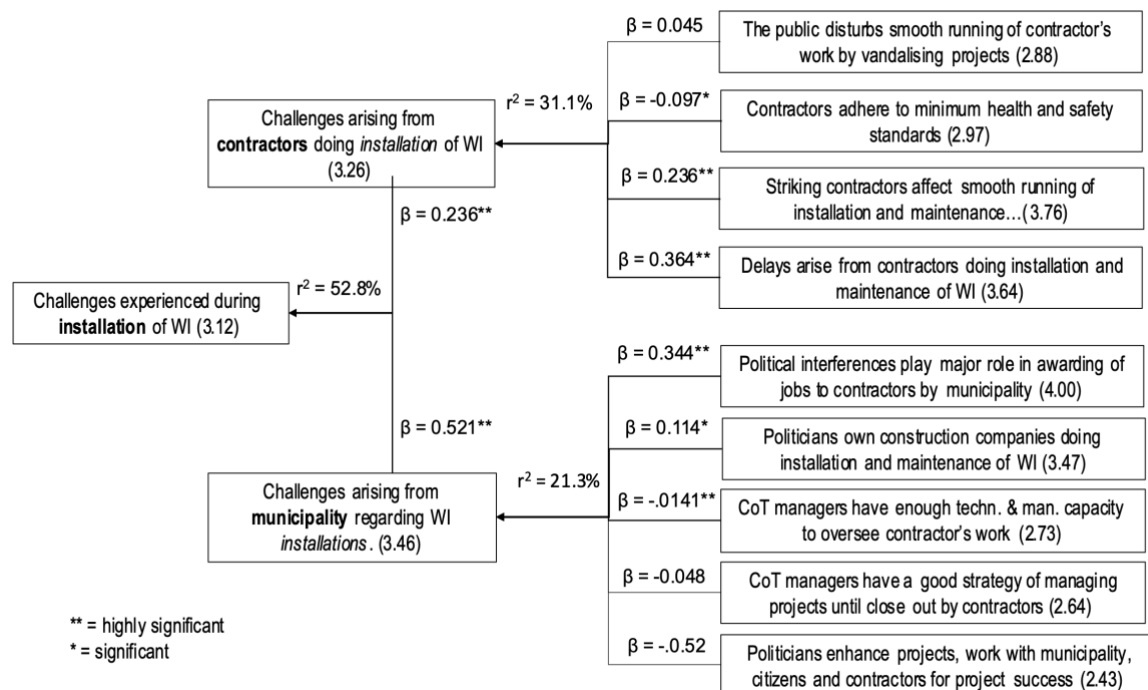 β = 0.045
The public disturbs smooth running of contractor's
work by vandalising projects (2.88)
r² = 31.1%
β = -0.097*
Contractors adhere to minimum health and safety
standards (2.97)
Challenges arising from
contractors doing installation of WI
(3.26)
β = 0.236**
Striking contractors affect smooth running of
installation and maintenance…(3.76)
β = 0.236**
β = 0.364**
Delays arise from contractors doing installation and
maintenance of WI (3.64)
r² = 52.8%
Challenges experienced during
installation of WI (3.12)
β = 0.344**
Political interferences play major role in awarding of
jobs to contractors by municipality (4.00)
β = 0.521**
β = 0.114*
Politicians own construction companies doing
installation and maintenance of WI (3.47)
r² = 21.3%
Challenges arising from
municipality regarding WI
installations. (3.46)
β = -.0141**
CoT managers have enough techn. & man. capacity
to oversee contractor's work (2.73)
β = -0.048
CoT managers have a good strategy of managing
projects until close out by contractors (2.64)
β = -.0.52
Politicians enhance projects, work with municipality,
citizens and contractors for project success (2.43)
** = highly significant
* = significant